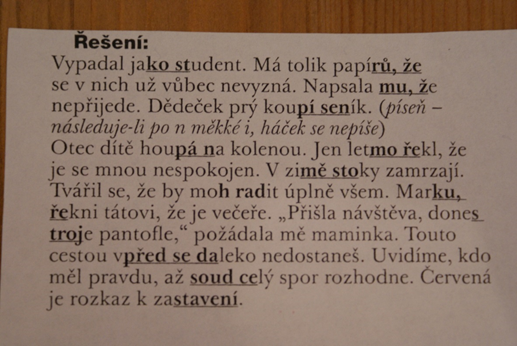 Řešení:
Vypadal jako student. Má tolik papírů, že
se v nich už vůbec nevyzná. Napsala mu, že
nepřijede. Dědeček prý koupí seník. (píseň –
následuje-li po n měkké i, háček se nepíše)
Otec dítě houpá na kolenou. Jen letmo řekl, že
je se mnou nespokojen. V zimě stoky zamrzají.
Tvářil se, že by moh radit úplně všem. Marku,
řekni tátovi, že je večeře. „Přišla návštěva, dones
troje pantofle,“ požádala mě maminka. Touto
cestou vpřed se daleko nedostaneš. Uvidíme, kdo
měl pravdu, až soud celý spor rozhodne. Červená
je rozkaz k zastavení.